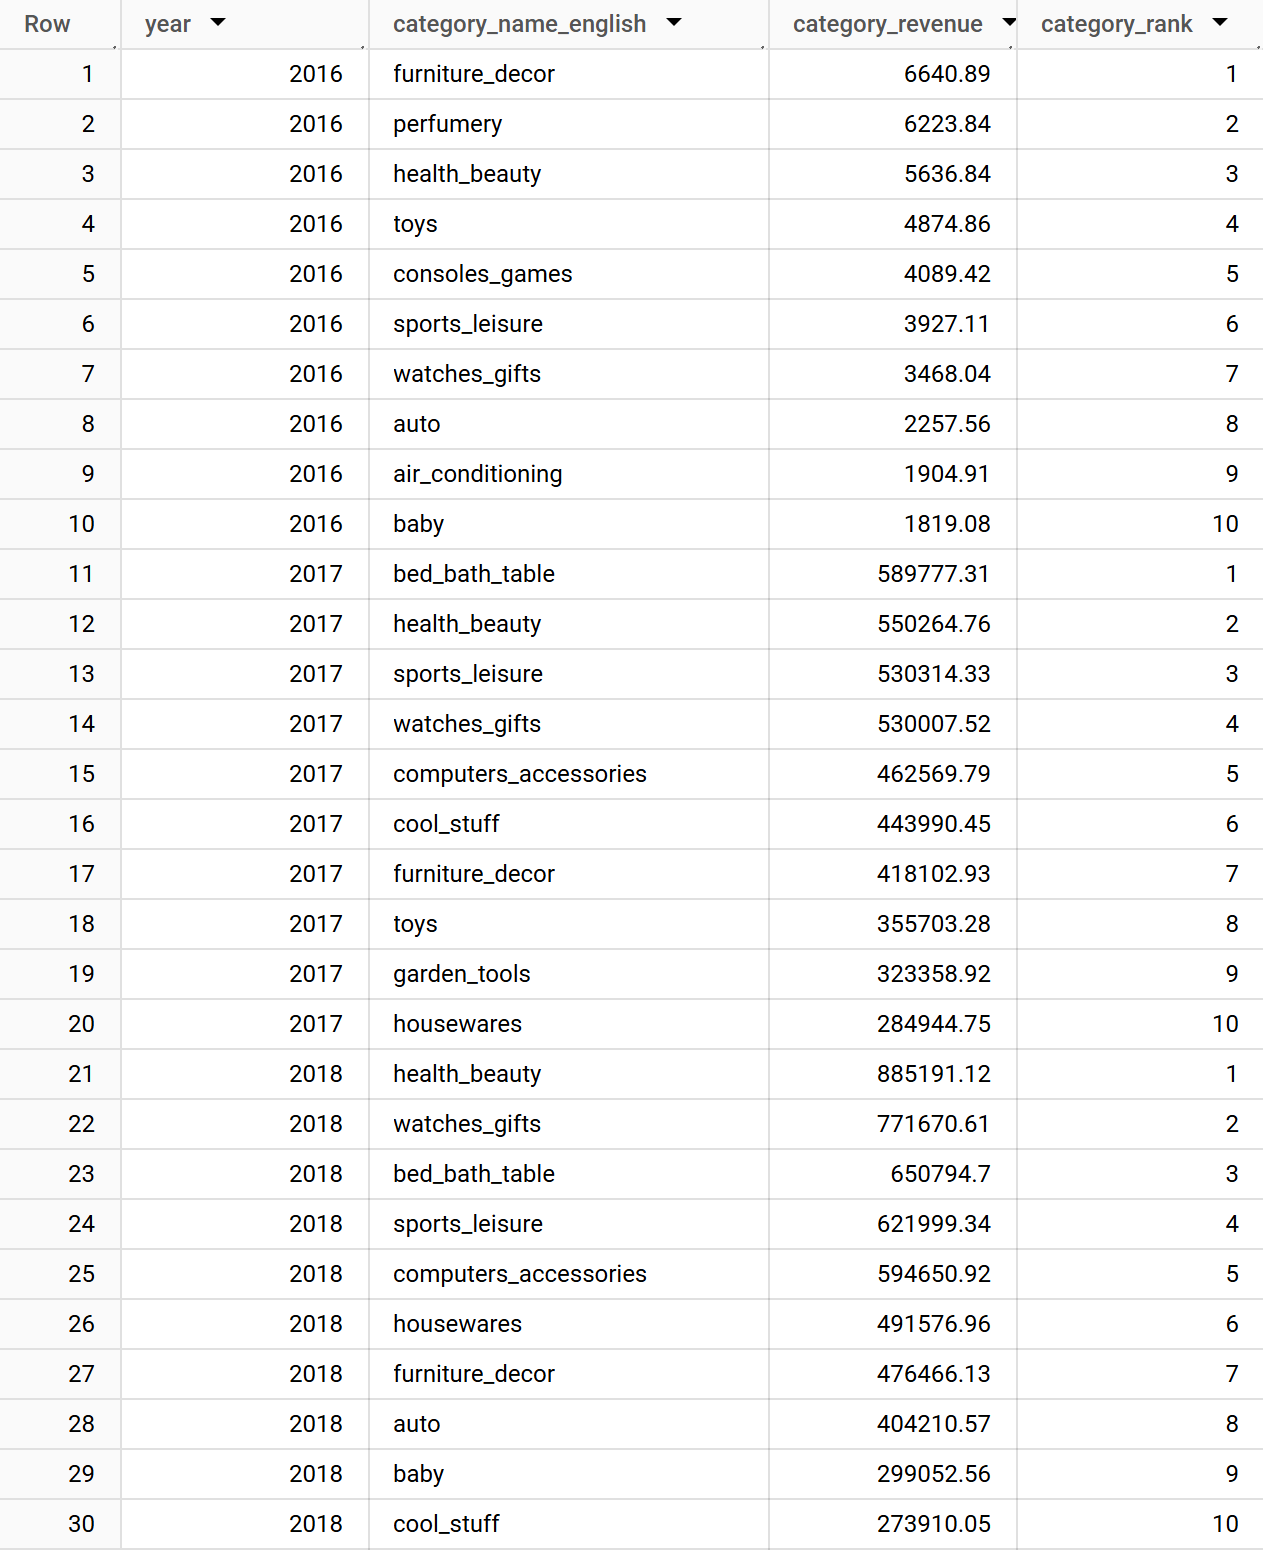 Row year category_name_english category_revenue category_rank
1 2016 furniture_decor 6640.89 1
2 2016 perfumery 6223.84 2
3 2016 health_beauty 5636.84 3
4 2016 toys 4874.86 4
5 2016 consoles_games 4089.42 5
6 2016 sports_leisure 3927.11 6
7 2016 watches_gifts 3468.04 7
8 2016 auto 2257.56 8
9 2016 air_conditioning 1904.91 9
10 2016 baby 1819.08 10
11 2017 bed_bath_table 589777.31 1
12 2017 health_beauty 550264.76 2
13 2017 sports_leisure 530314.33 3
14 2017 watches_gifts 530007.52 4
15 2017 computers_accessories 462569.79 5
16 2017 cool_stuff 443990.45 6
17 2017 furniture_decor 418102.93 7
18 2017 toys 355703.28 8
19 2017 garden_tools 323358.92 9
20 2017 housewares 284944.75 10
21 2018 health_beauty 885191.12 1
22 2018 watches_gifts 771670.61 2
23 2018 bed_bath_table 650794.7 3
24 2018 sports_leisure 621999.34 4
25 2018 computers_accessories 594650.92 5
26 2018 housewares 491576.96 6
27 2018 furniture_decor 476466.13 7
28 2018 auto 404210.57 8
29 2018 baby 299052.56 9
30 2018 cool_stuff 273910.05 10